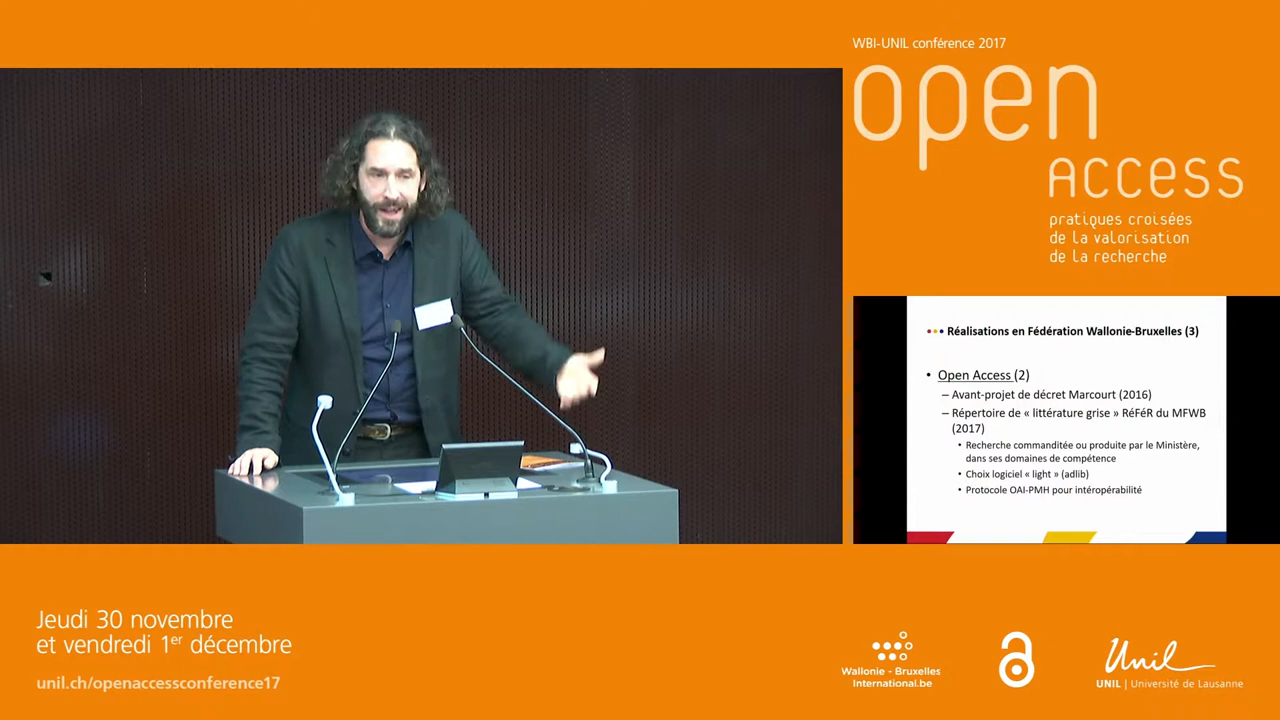 WBI-UNIL conférence 2017
open
access
pratiques croisées
de la valorisation
de la recherche
Réalisations en Fédération Wallonie-Bruxelles (3)
• Open Access (2)
– Avant-projet de décret Marcourt (2016)
– Répertoire de « littérature grise » RéFéR du MFWB
(2017)
• Recherche commanditée ou produite par le Ministère,
dans ses domaines de compétence
• Choix logiciel « light » (adlib)
• Protocole OAI-PMH pour intéropérabilité
Jeudi 30 novembre
et vendredi 1er décembre
unil.ch/openaccessconference17
Wallonie - Bruxelles
International.be
Unil
UNIL | Université de Lausanne